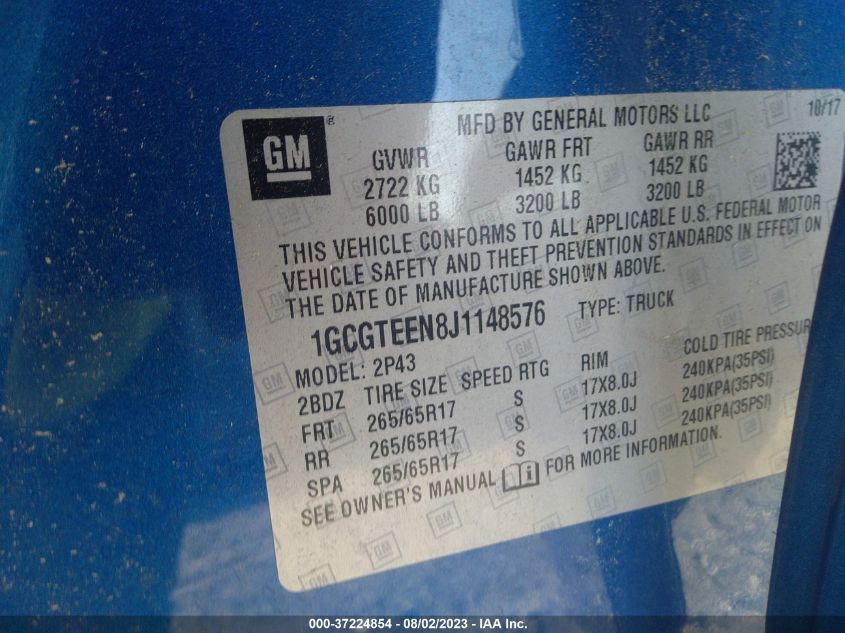 GM
MFD BY GENERAL MOTORS LLC 10/17
GVWR GAWR FRT GAWR RR
2722 KG 1452 KG 1452 KG
6000 LB 3200 LB 3200 LB
THIS VEHICLE CONFORMS TO ALL APPLICABLE U.S. FEDERAL MOTOR
VEHICLE SAFETY AND THEFT PREVENTION STANDARDS IN EFFECT ON
THE DATE OF MANUFACTURE SHOWN ABOVE.
1GCGTEEN8J1148576 TYPE: TRUCK
MODEL: 2P43
2BDZ TIRE SIZE SPEED RTG RIM COLD TIRE PRESSUR
FRT 265/65R17 S 17X8.0J 240KPA(35PSI)
RR 265/65R17 S 17X8.0J 240KPA(35PSI)
SPA 265/65R17 S 17X8.0J 240KPA(35PSI)
SEE OWNER'S MANUAL FOR MORE INFORMATION.
000-37224854 - 08/02/2023 - IAA Inc.